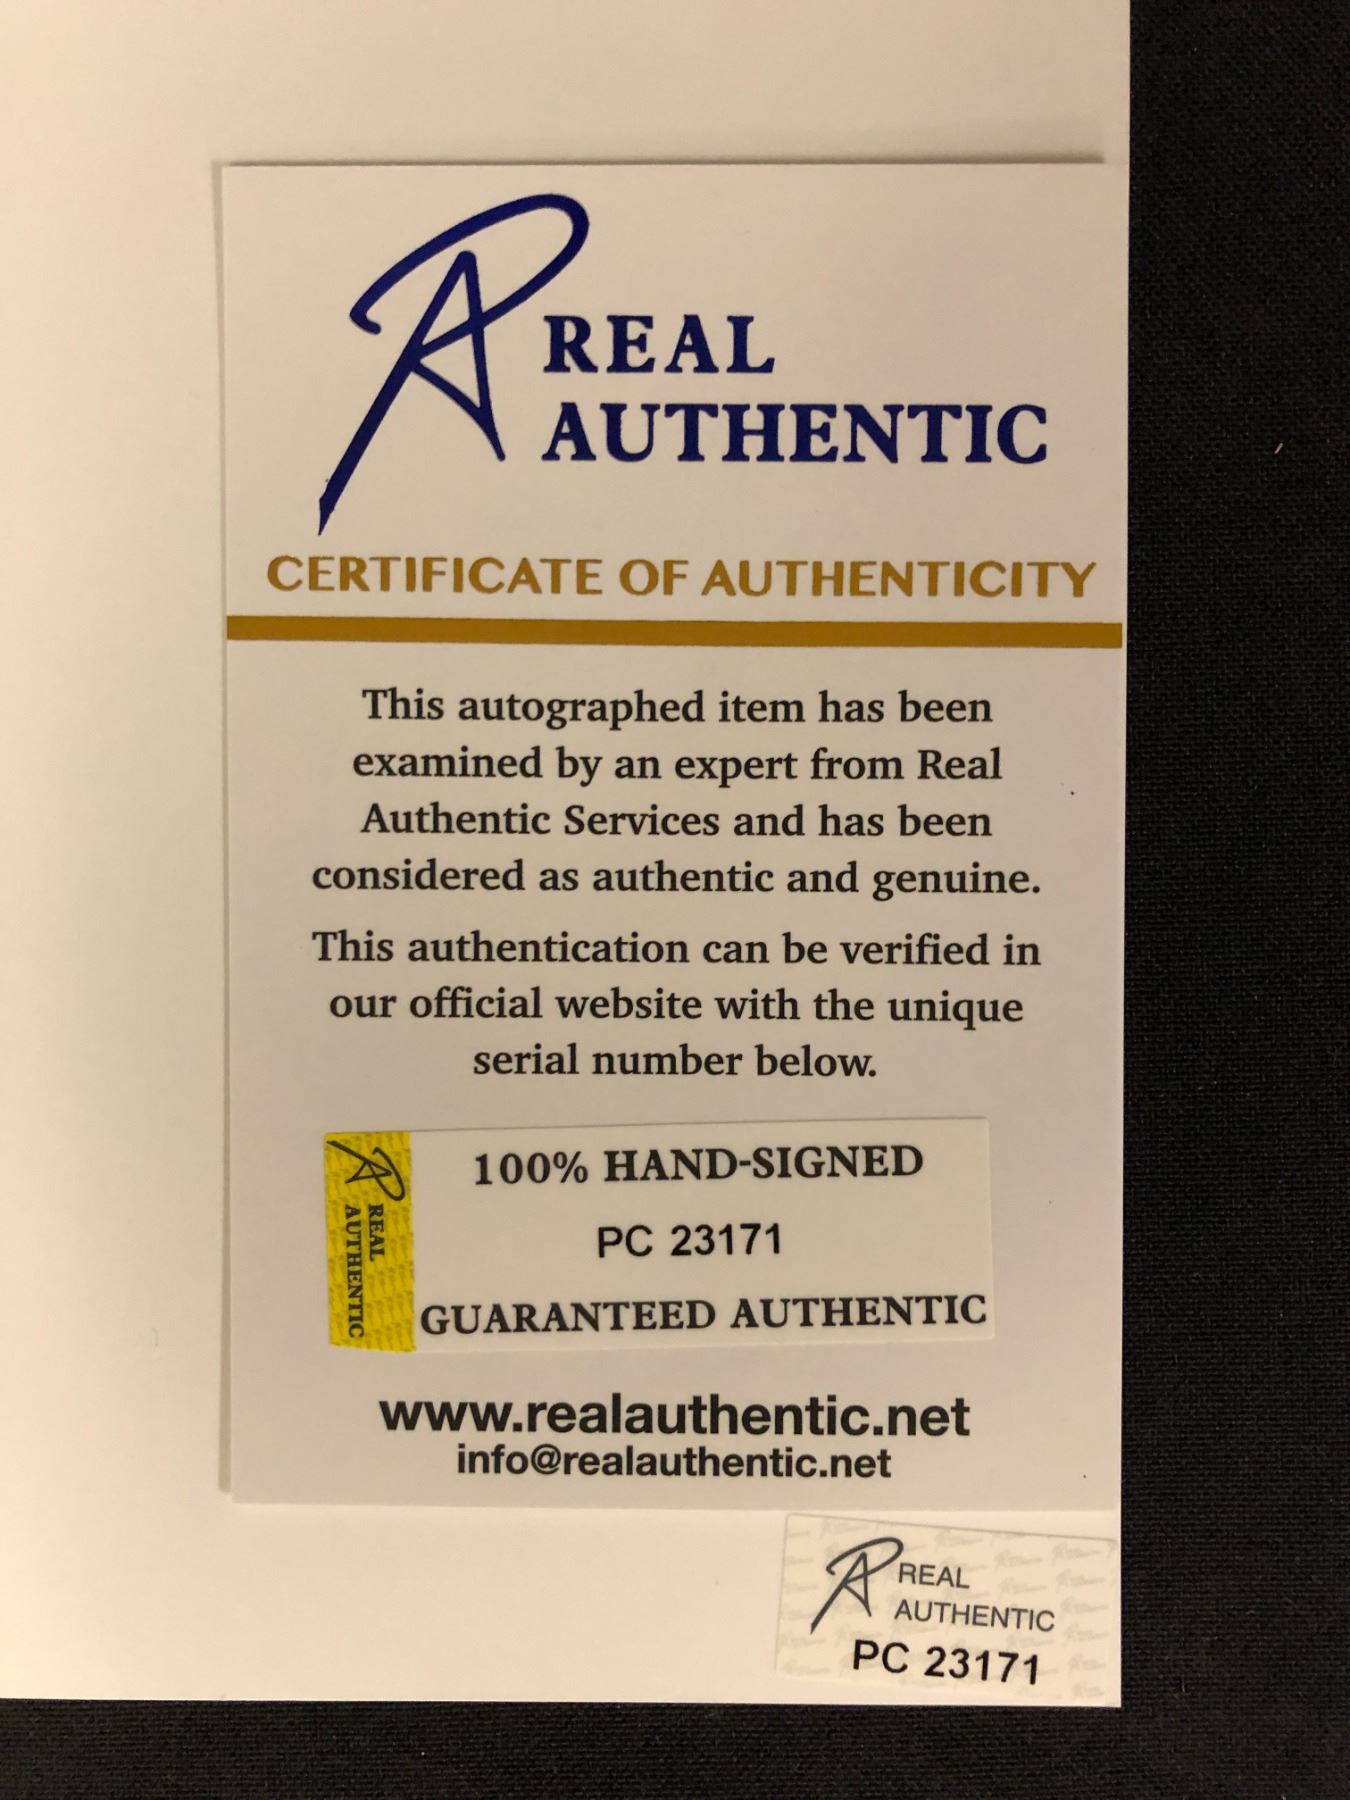 REAL
AUTHENTIC
CERTIFICATE OF AUTHENTICITY
This autographed item has been
examined by an expert from Real
Authentic Services and has been
considered as authentic and genuine.
This authentication can be verified in
our official website with the unique
serial number below.
REAL
AUTHENTIC
100% HAND-SIGNED
PC 23171
GUARANTEED AUTHENTIC
www.realauthentic.net
info@realauthentic.net
REAL
AUTHENTIC
PC 23171